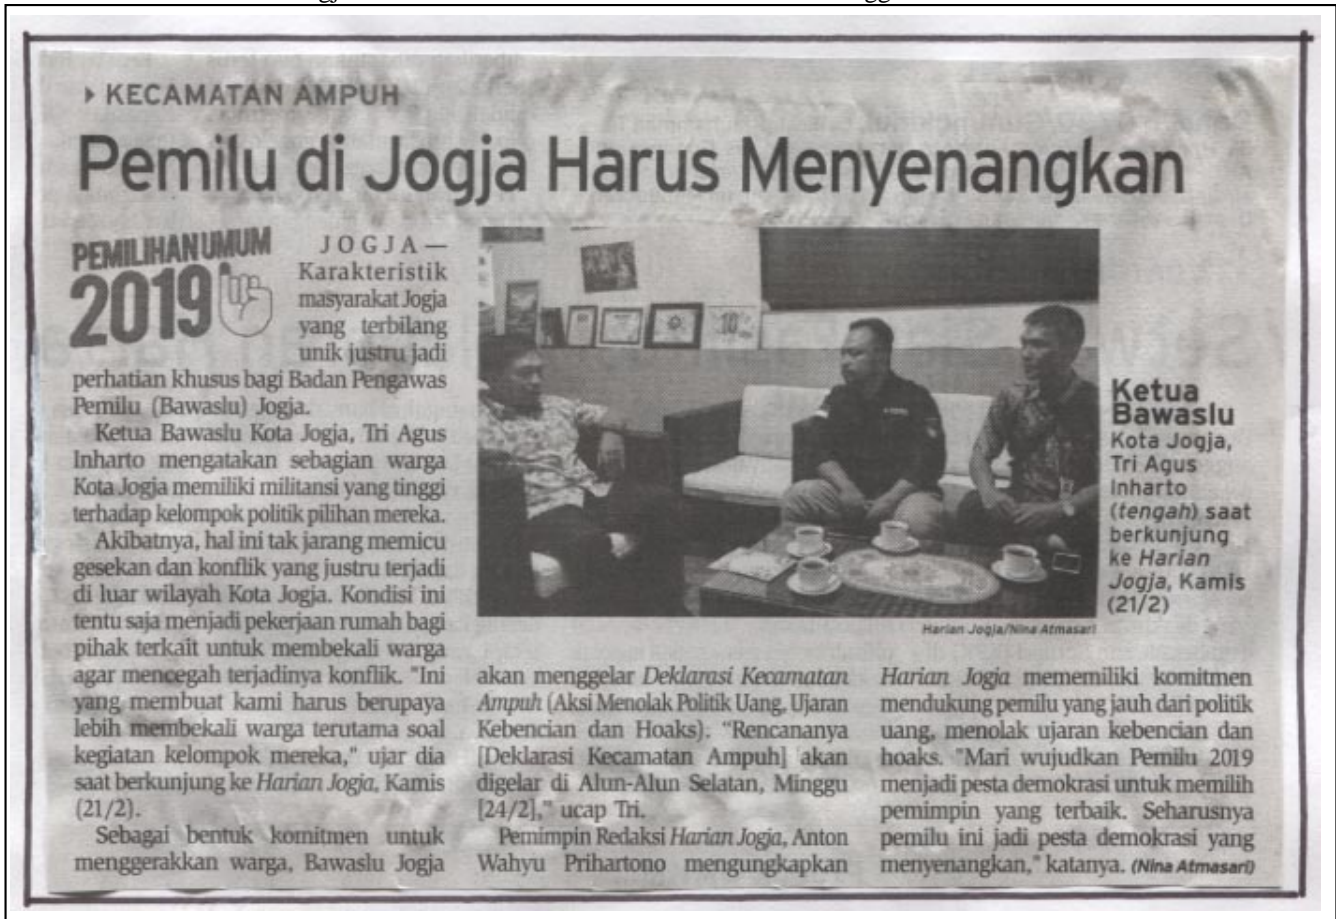 KECAMATAN AMPUH
Pemilu di Jogja Harus Menyenangkan
PEMILIHAN UMUM
2019
JOGJA—
Karakteristik
masyarakat Jogja
yang terbilang
unik justru jadi
perhatian khusus bagi Badan Pengawas
Pemilu (Bawaslu) Jogja.
Ketua Bawaslu Kota Jogja, Tri Agus
Inharto mengatakan sebagian warga
Kota Jogja memiliki militansi yang tinggi
terhadap kelompok politik pilihan mereka.
Akibatnya, hal ini tak jarang memicu
gesekan dan konflik yang justru terjadi
di luar wilayah Kota Jogja. Kondisi ini
tentu saja menjadi pekerjaan rumah bagi
pihak terkait untuk membekali warga
agar mencegah terjadinya konflik. "Ini
yang membuat kami harus berupaya
lebih membekali warga terutama soal
kegiatan kelompok mereka," ujar dia
saat berkunjung ke Harian Jogja, Kamis
(21/2).
Sebagai bentuk komitmen untuk
menggerakkan warga, Bawaslu Jogja
Ketua
Bawaslu
Kota Jogja,
Tri Agus
Inharto
(tengah) saat
berkunjung
ke Harian
Jogja, Kamis
(21/2)
Harian Jogja/Nina Atmasari
akan menggelar Deklarasi Kecamatan
Ampuh (Aksi Menolak Politik Uang, Ujaran
Kebencian dan Hoaks). "Rencananya
[Deklarasi Kecamatan Ampuh] akan
digelar di Alun-Alun Selatan, Minggu
[24/2]," ucap Tri.
Pemimpin Redaksi Harian Jogja, Anton
Wahyu Prihartono mengungkapkan
Harian Jogja mememiliki komitmen
mendukung pemilu yang jauh dari politik
uang, menolak ujaran kebencian dan
hoaks. "Mari wujudkan Pemilu 2019
menjadi pesta demokrasi untuk memilih
pemimpin yang terbaik. Seharusnya
pemilu ini jadi pesta demokrasi yang
menyenangkan," katanya. (Nina Atmasari)